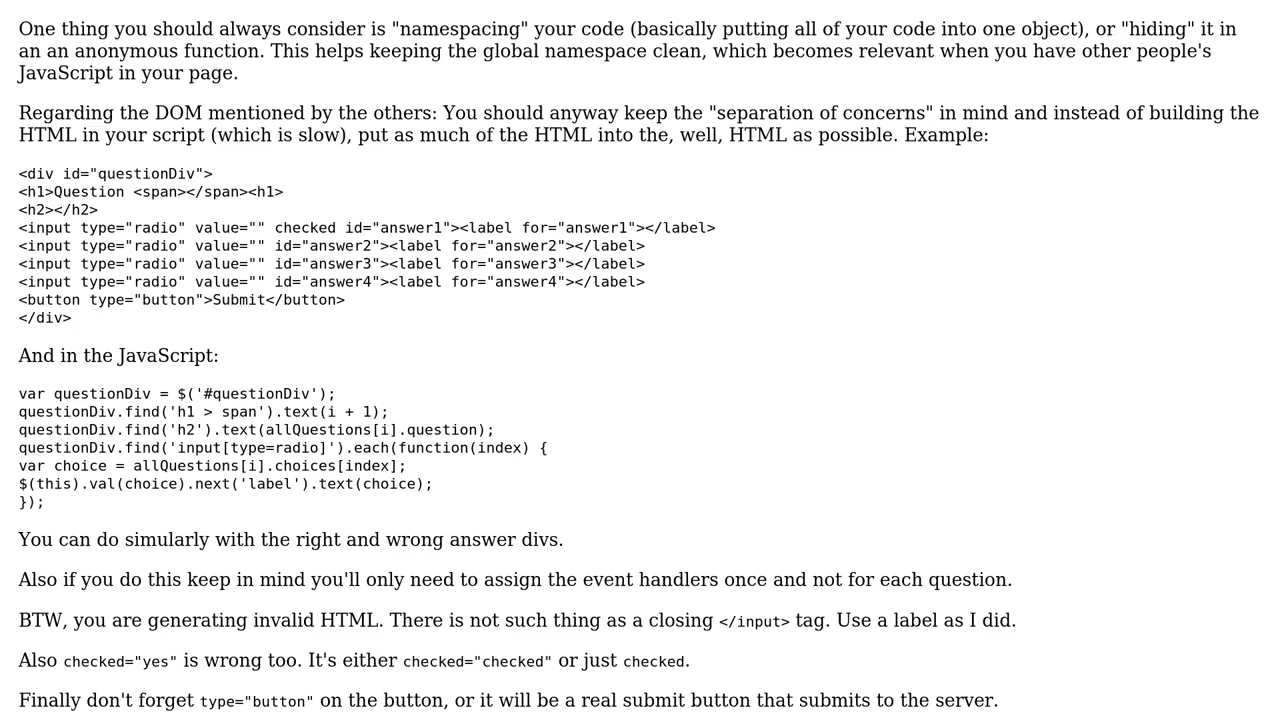 One thing you should always consider is "namespacing" your code (basically putting all of your code into one object), or "hiding" it in
an an anonymous function. This helps keeping the global namespace clean, which becomes relevant when you have other people's
JavaScript in your page.
Regarding the DOM mentioned by the others: You should anyway keep the "separation of concerns" in mind and instead of building the
HTML in your script (which is slow), put as much of the HTML into the, well, HTML as possible. Example:
<div id="questionDiv">
<h1>Question <span></span><h1>
<h2></h2>
<input type="radio" value="" checked id="answer1"><label for="answer1"></label>
<input type="radio" value="" id="answer2"><label for="answer2"></label>
<input type="radio" value="" id="answer3"><label for="answer3"></label>
<input type="radio" value="" id="answer4"><label for="answer4"></label>
<button type="button">Submit</button>
</div>
And in the JavaScript:
var questionDiv = $('#questionDiv');
questionDiv.find('h1 > span').text(i + 1);
questionDiv.find('h2').text(allQuestions[i].question);
questionDiv.find('input[type=radio]').each(function(index) {
var choice = allQuestions[i].choices[index];
$(this).val(choice).next('label').text(choice);
});
You can do simularly with the right and wrong answer divs.
Also if you do this keep in mind you'll only need to assign the event handlers once and not for each question.
BTW, you are generating invalid HTML. There is not such thing as a closing </input> tag. Use a label as I did.
Also checked="yes" is wrong too. It's either checked="checked" or just checked.
Finally don't forget type="button" on the button, or it will be a real submit button that submits to the server.